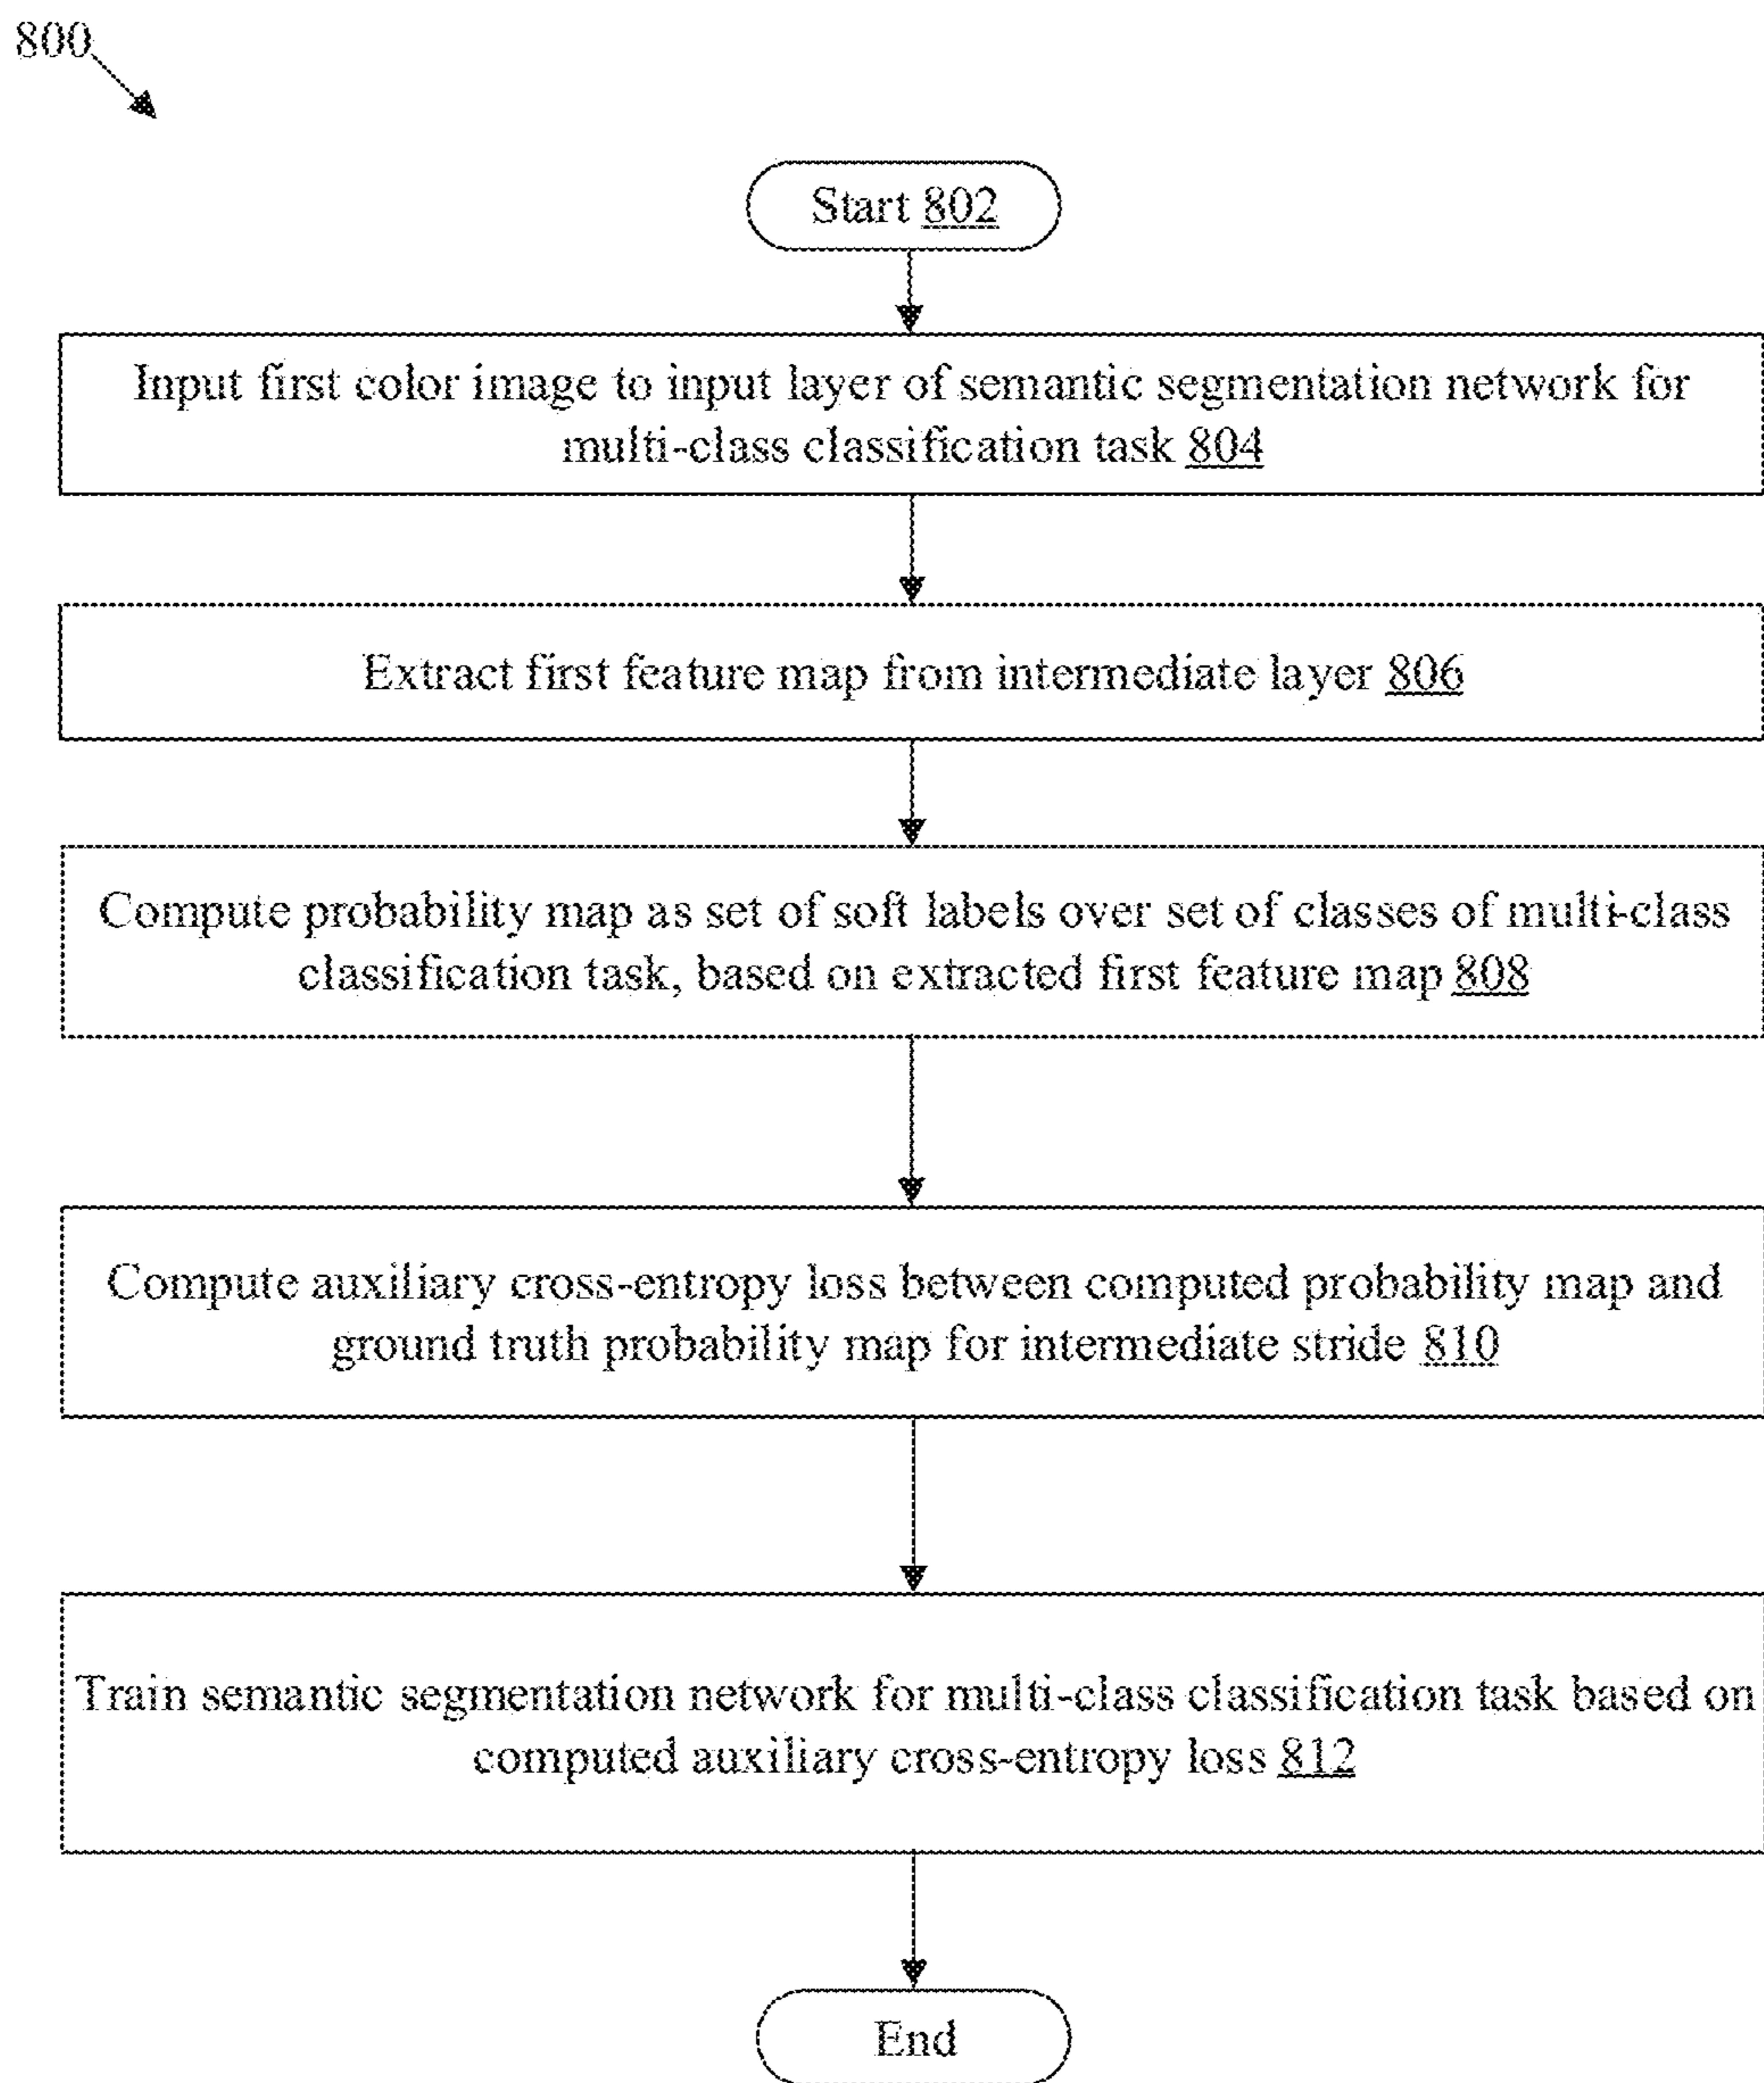 800
Start 802
Input first color image to input layer of semantic segmentation network for
multi-class classification task 804
Extract first feature map from intermediate layer 806
Compute probability map as set of soft labels over set of classes of multi-class
classification task, based on extracted first feature map 808
Compute auxiliary cross-entropy loss between computed probability map and
ground truth probability map for intermediate stride 810
Train semantic segmentation network for multi-class classification task based on
computed auxiliary cross-entropy loss 812
End